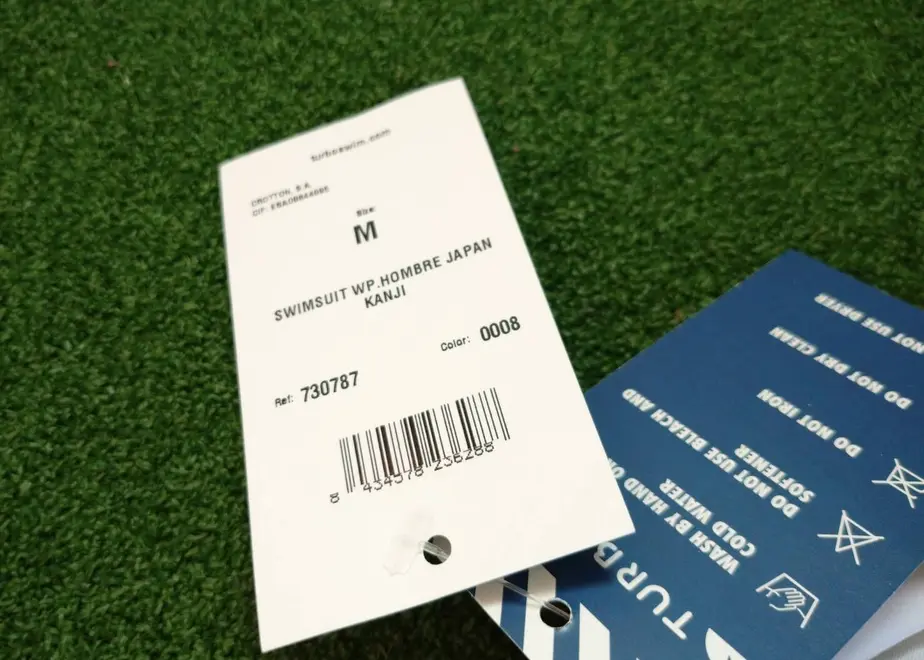 turboswim.com
Size:
M
SWIMSUIT WP.HOMBRE JAPAN
KANJI
Color: 0008
Ref: 730787
8 434578 236288
NOT USE DRYER
DO NOT DRY CLEAN
DO NOT IRON
DO NOT USE BLEACH AND
SOFTENER
WASH BY HAND
COLD WATER
TURB